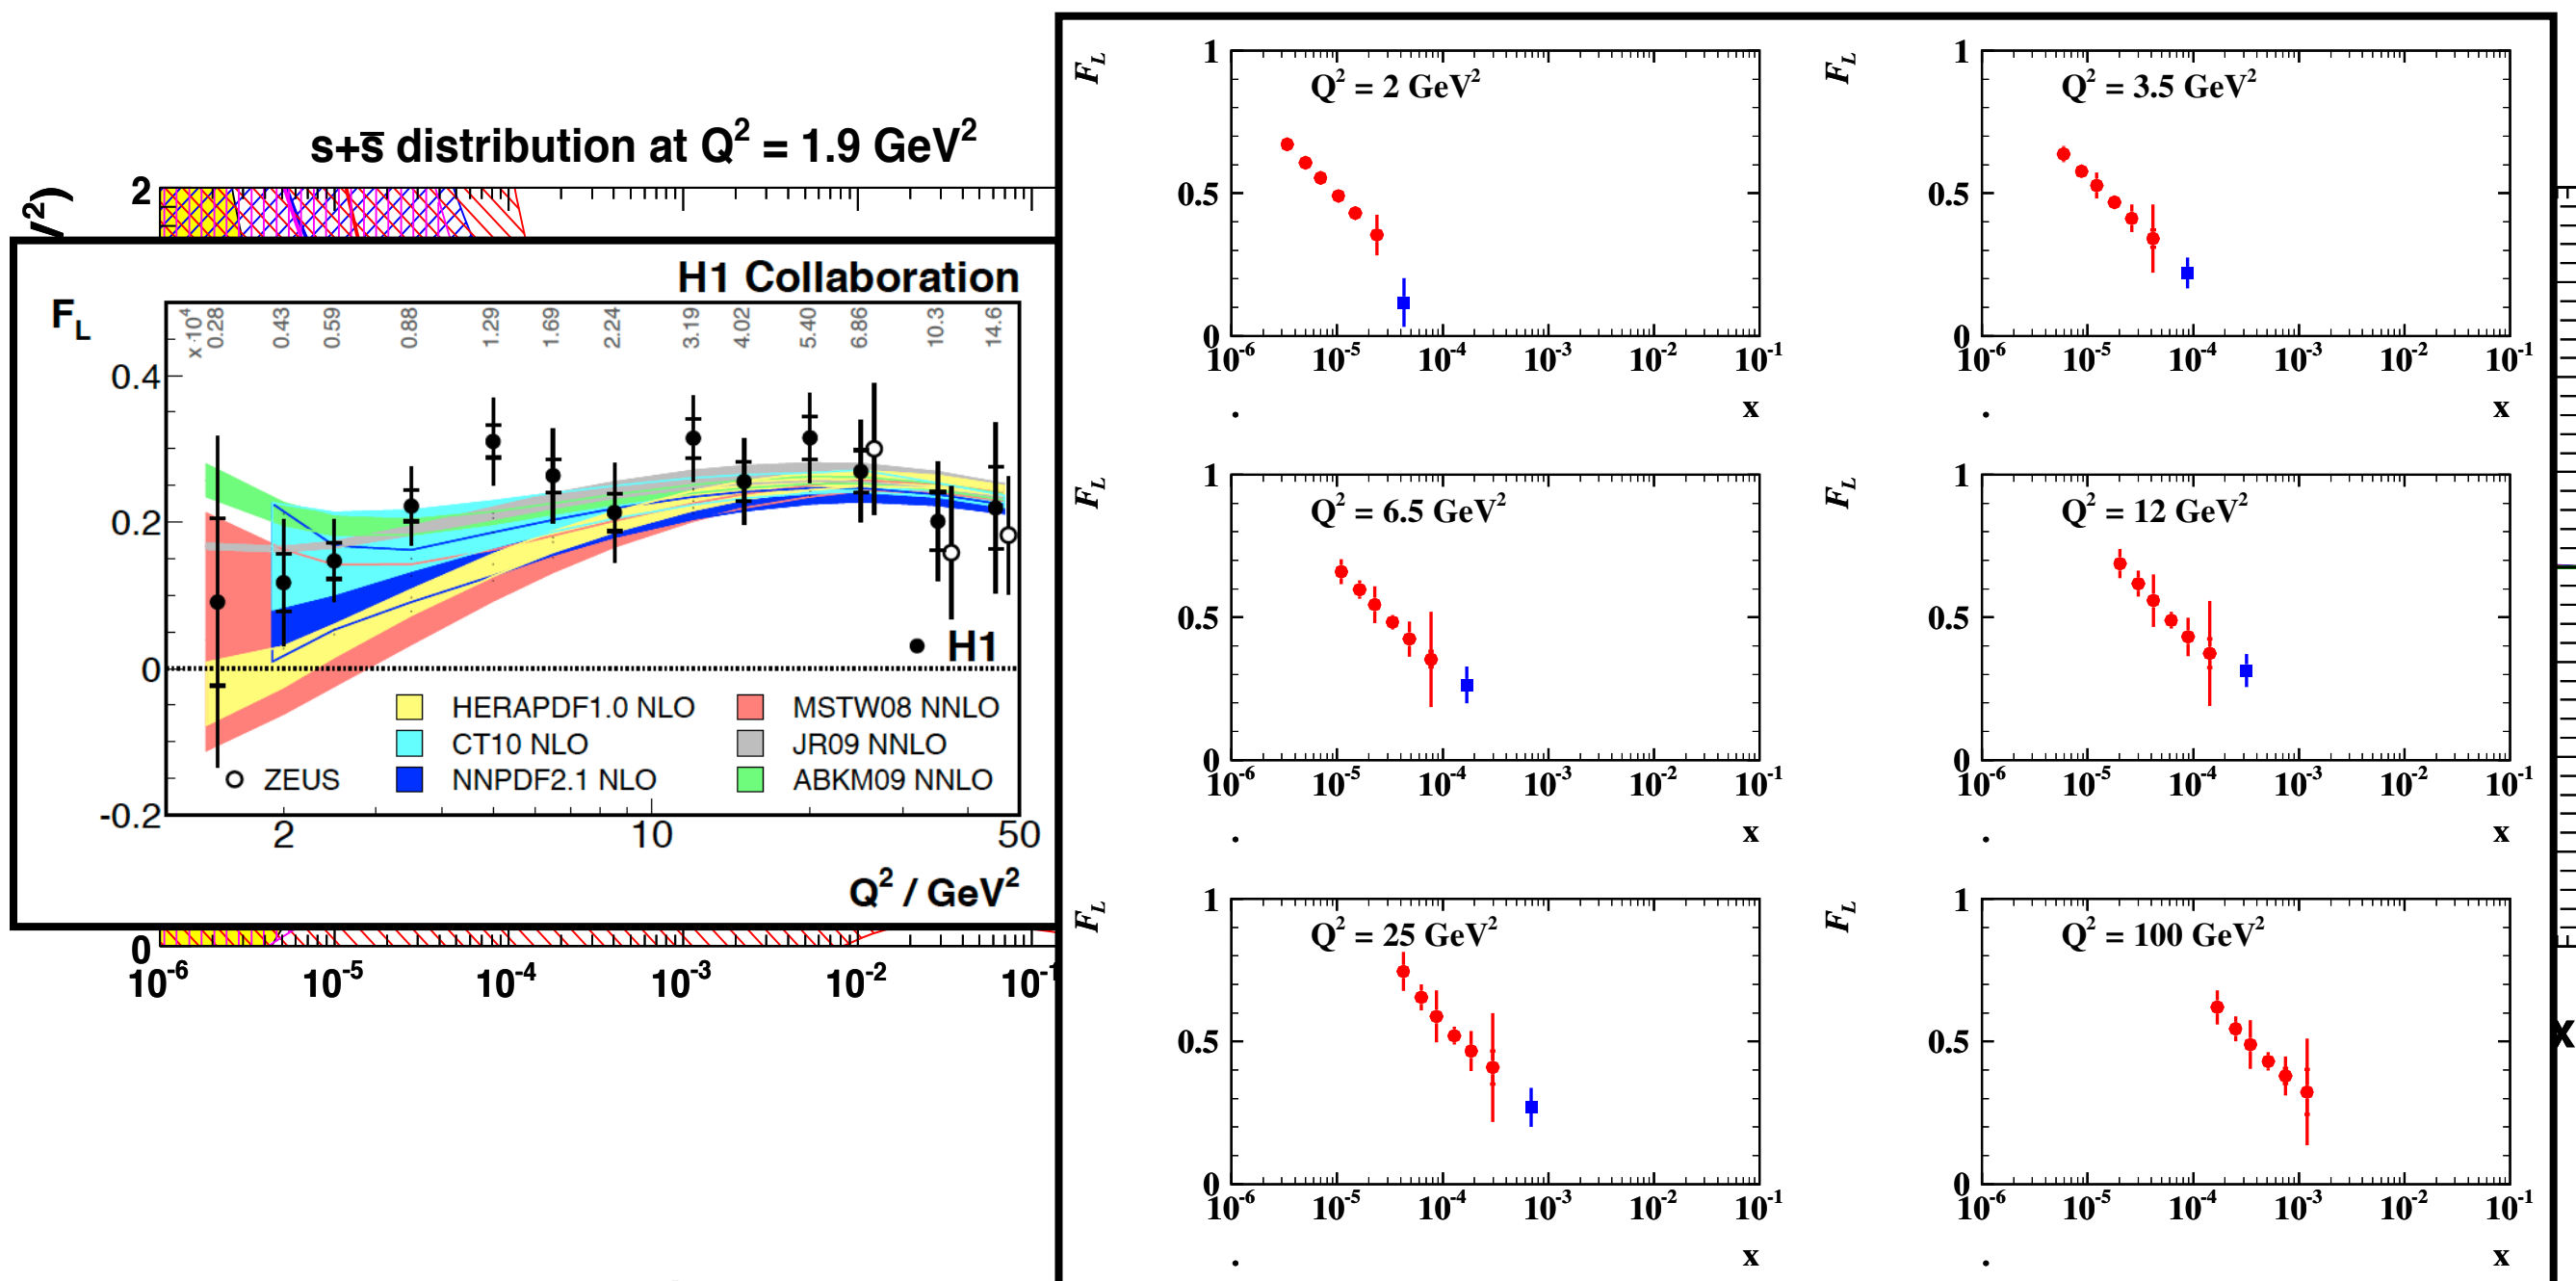 s+s̅ distribution at Q² = 1.9 GeV²
V²)
2
0
10⁻⁶ 10⁻⁵ 10⁻⁴ 10⁻³ 10⁻² 10⁻¹
x
H1 Collaboration
F_L
x 10⁴ 0.28 0.43 0.59 0.88 1.29 1.69 2.24 3.19 4.02 5.40 6.86 10.3 14.6
0.4
0.2
0
-0.2
H1
HERAPDF1.0 NLO MSTW08 NNLO
CT10 NLO JR09 NNLO
ZEUS NNPDF2.1 NLO ABKM09 NNLO
2 10 50
Q² / GeV²
F_L
1
0.5
0
Q² = 2 GeV²
10⁻⁶ 10⁻⁵ 10⁻⁴ 10⁻³ 10⁻² 10⁻¹
. x
F_L
1
0.5
0
Q² = 3.5 GeV²
10⁻⁶ 10⁻⁵ 10⁻⁴ 10⁻³ 10⁻² 10⁻¹
. x
F_L
1
0.5
0
Q² = 6.5 GeV²
10⁻⁶ 10⁻⁵ 10⁻⁴ 10⁻³ 10⁻² 10⁻¹
. x
F_L
1
0.5
0
Q² = 12 GeV²
10⁻⁶ 10⁻⁵ 10⁻⁴ 10⁻³ 10⁻² 10⁻¹
. x
F_L
1
0.5
0
Q² = 25 GeV²
10⁻⁶ 10⁻⁵ 10⁻⁴ 10⁻³ 10⁻² 10⁻¹
. x
F_L
1
0.5
0
Q² = 100 GeV²
10⁻⁶ 10⁻⁵ 10⁻⁴ 10⁻³ 10⁻² 10⁻¹
. x